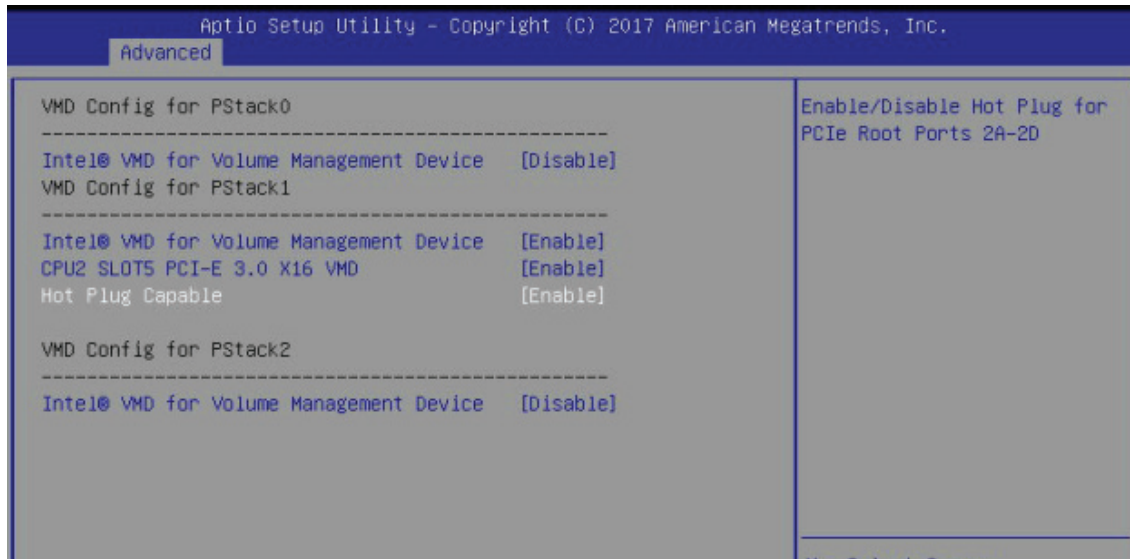 Aptio Setup Utility - Copyright (C) 2017 American Megatrends, Inc.
Advanced
VMD Config for PStack0
----------------------------------------------------
Intel® VMD for Volume Management Device [Disable]
VMD Config for PStack1
----------------------------------------------------
Intel® VMD for Volume Management Device [Enable]
CPU2 SLOT5 PCI-E 3.0 X16 VMD [Enable]
Hot Plug Capable [Enable]
VMD Config for PStack2
----------------------------------------------------
Intel® VMD for Volume Management Device [Disable]
Enable/Disable Hot Plug for
PCIe Root Ports 2A-2D